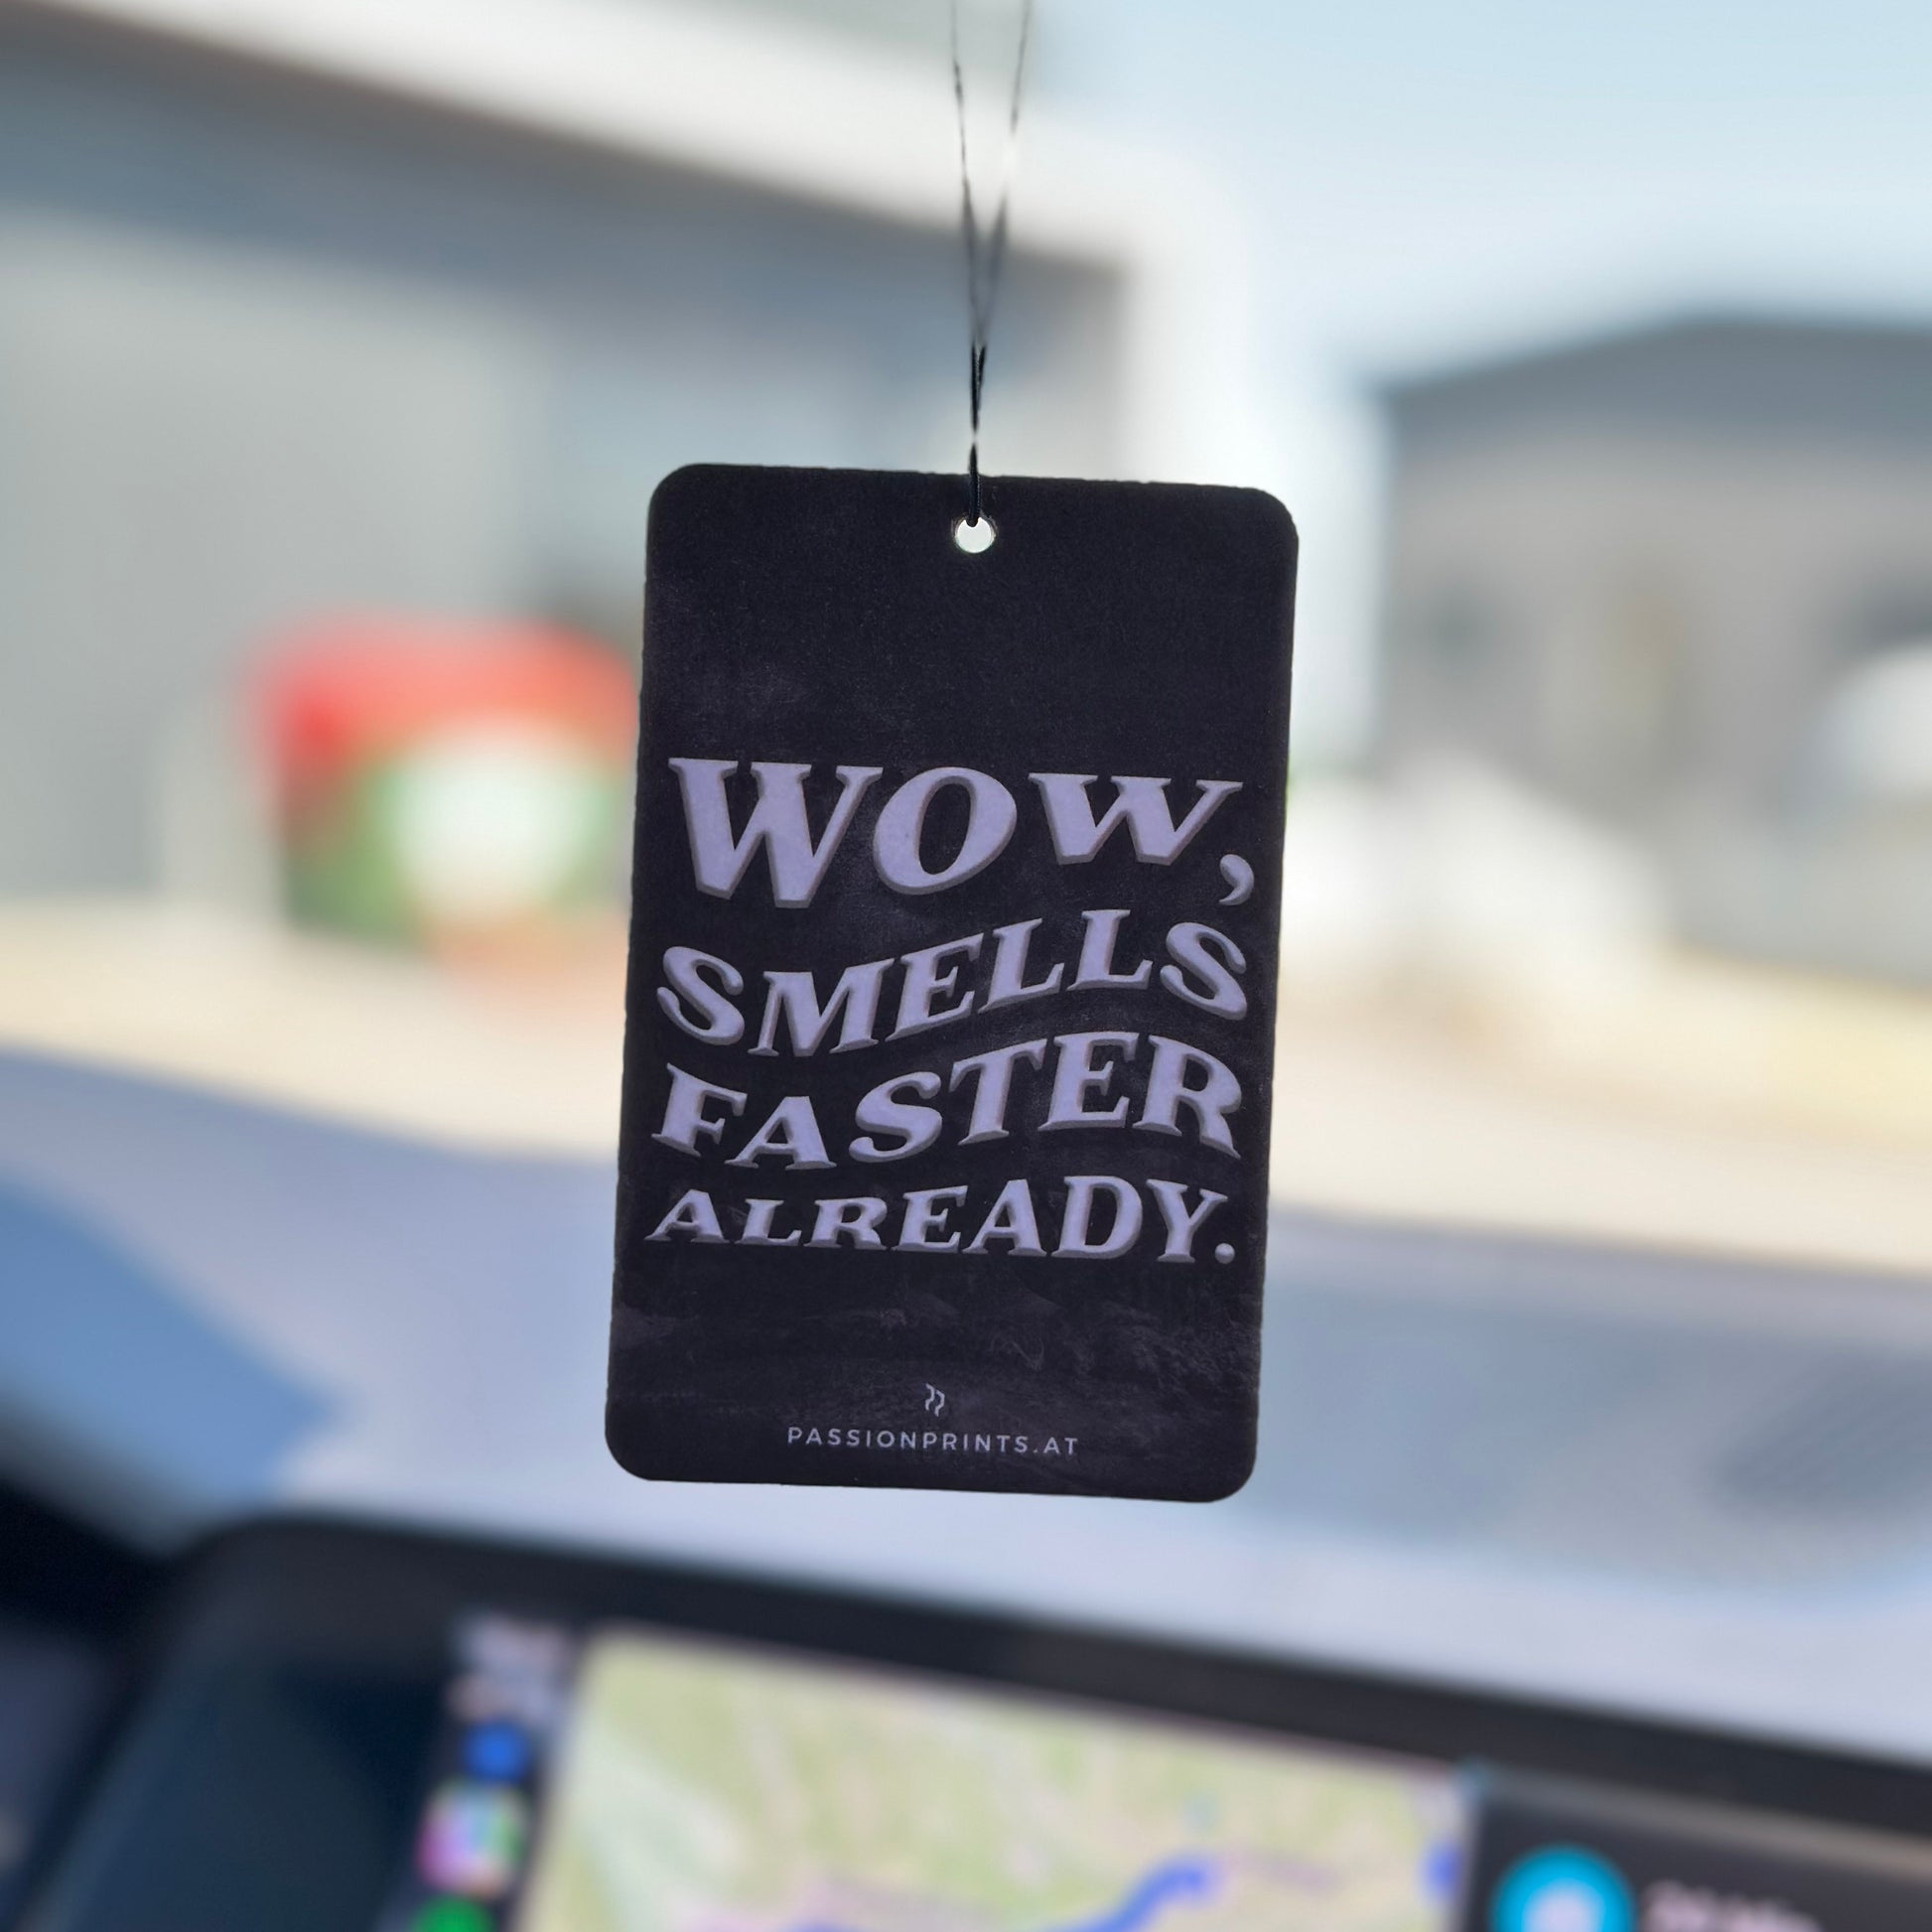 WOW,
SMELLS
FASTER
ALREADY.
PASSIONPRINTS.AT